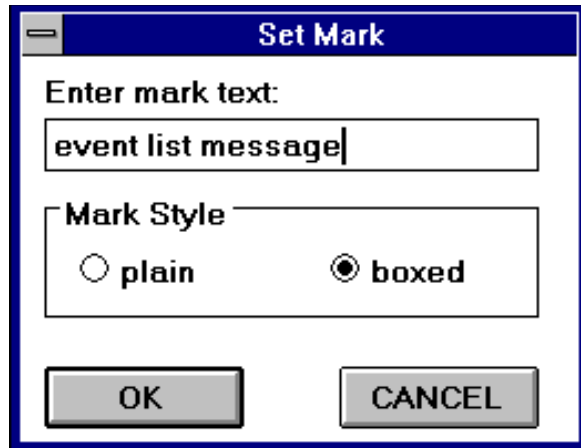 Set Mark
Enter mark text:
event list message
Mark Style
plain boxed
OK CANCEL